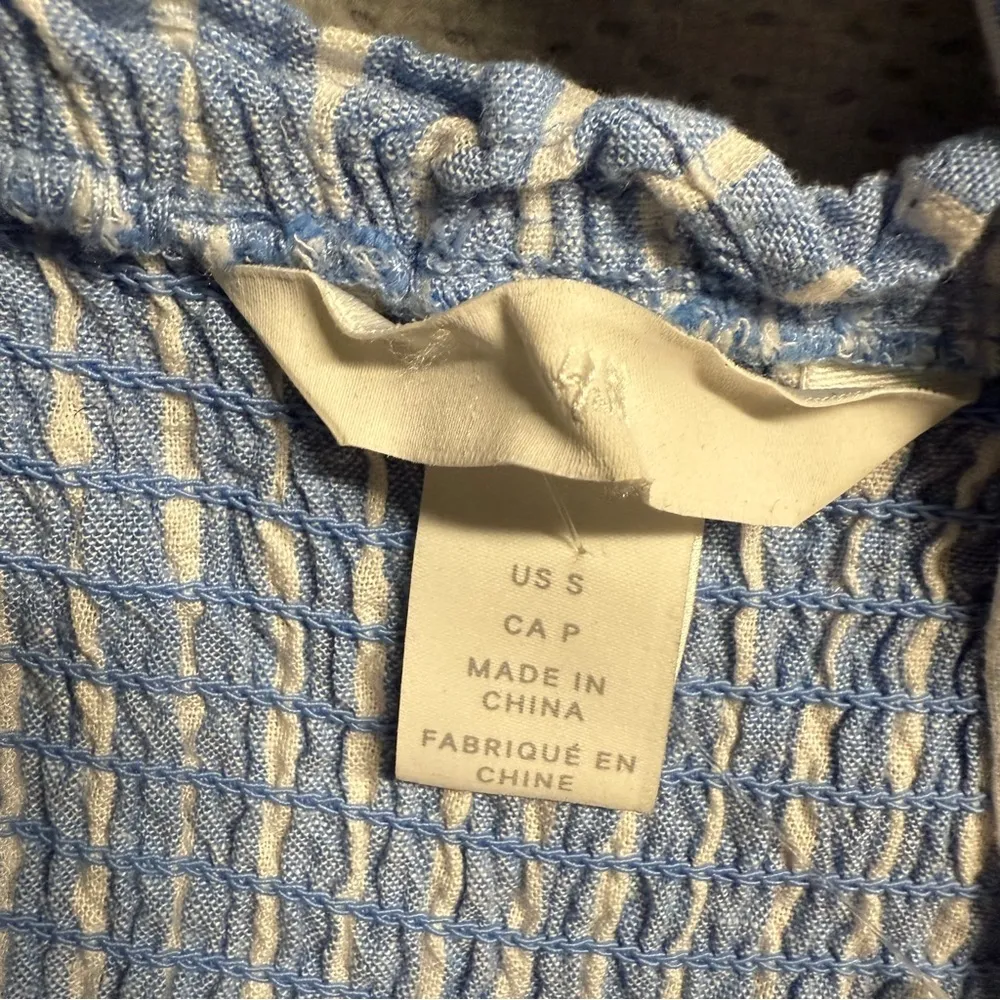 US S
CA P
MADE IN
CHINA
FABRIQUÉ EN
CHINE